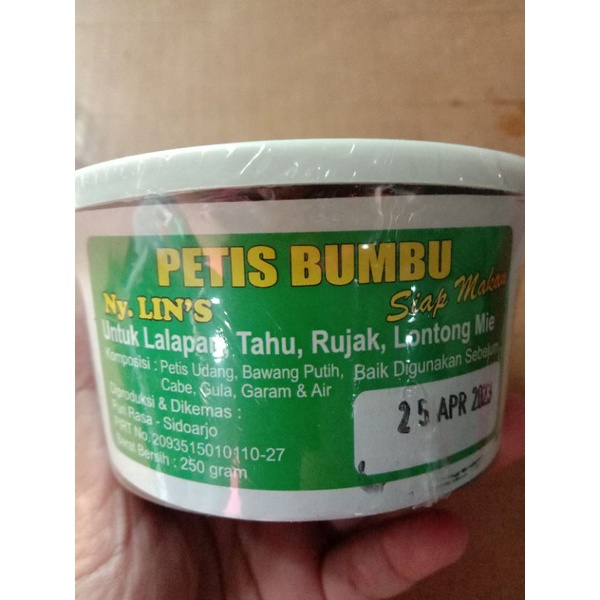 PETIS BUMBU
Ny. LIN'S
Siap Makan
Untuk Lalapan, Tahu, Rujak, Lontong Mie
Komposisi : Petis Udang, Bawang Putih,
Cabe, Gula, Garam & Air
Baik Digunakan Sebelum
25 APR 2023
Diproduksi & Dikemas :
Puri Rasa - Sidoarjo
PIRT No. 2093515010110-27
Berat Bersih : 250 gram